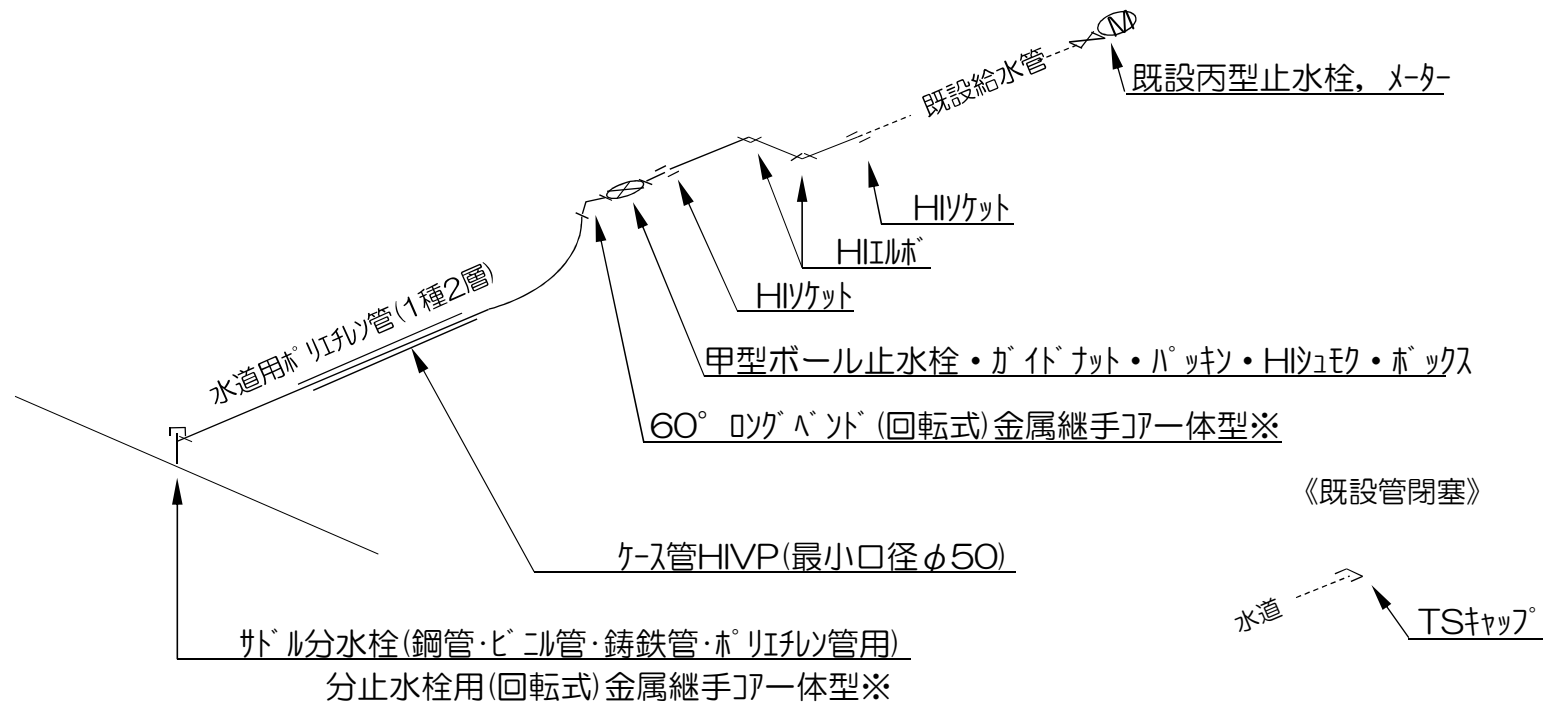 M
既設丙型止水栓，ﾒｰﾀｰ
既設給水管
HIｿｹｯﾄ
HIｴﾙﾎﾞ
HIｿｹｯﾄ
水道用ﾎﾟﾘｴﾁﾚﾝ管(1種2層)
甲型ボール止水栓・ｶﾞｲﾄﾞﾅｯﾄ・ﾊﾟｯｷﾝ・HIｼｭﾓｸ・ﾎﾞｯｸｽ
60°ﾛﾝｸﾞﾍﾞﾝﾄﾞ(回転式)金属継手ｺｱ一体型※
《既設管閉塞》
ｹｰｽ管HIVP(最小口径φ50)
水道
TSｷｬｯﾌﾟ
ｻﾄﾞﾙ分水栓(鋼管･ﾋﾞﾆﾙ管･鋳鉄管･ﾎﾟﾘｴﾁﾚﾝ管用)
分止水栓用(回転式)金属継手ｺｱ一体型※